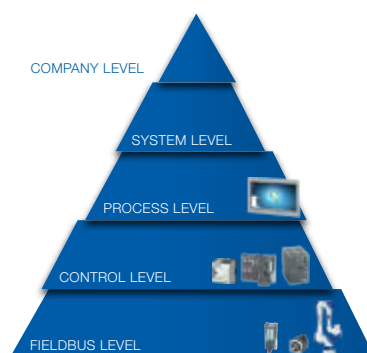 COMPANY LEVEL
SYSTEM LEVEL
PROCESS LEVEL
CONTROL LEVEL
FIELDBUS LEVEL